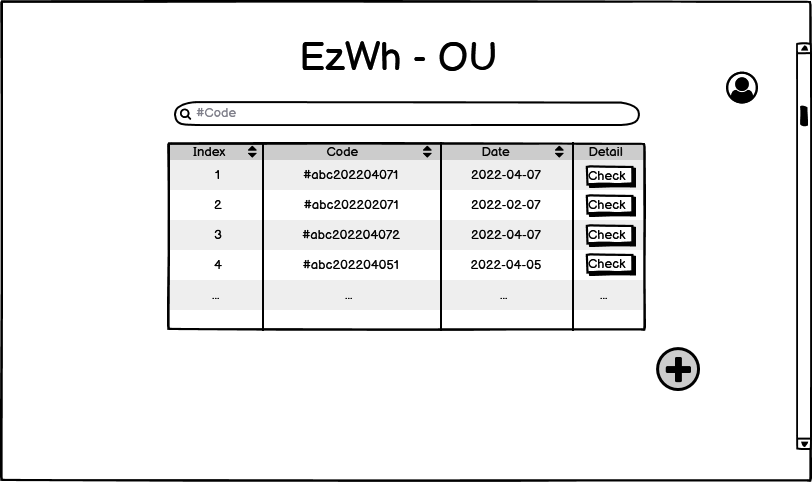 EzWh - OU
#Code
Index Code Date Detail
1 #abc202204071 2022-04-07 Check
2 #abc202202071 2022-02-07 Check
3 #abc202204072 2022-04-07 Check
4 #abc202204051 2022-04-05 Check
... ... ... ...